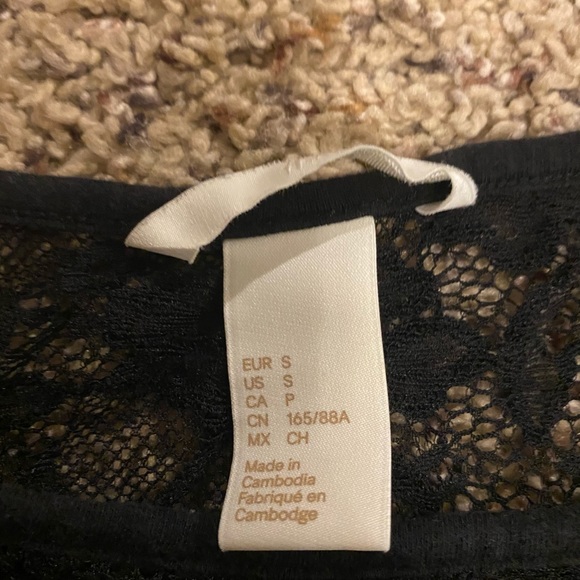 EUR S
US S
CA P
CN 165/88A
MX CH
Made in
Cambodia
Fabriqué en
Cambodge